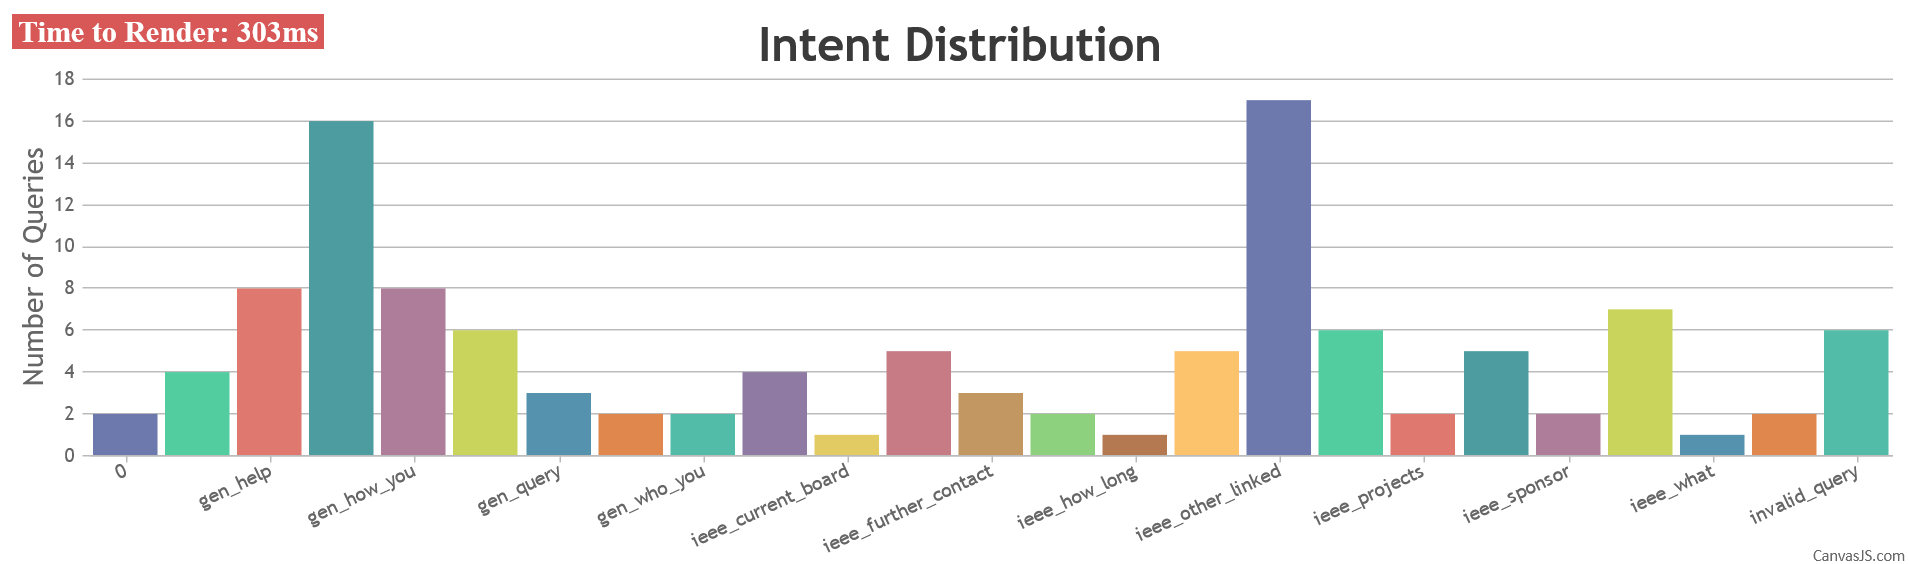 Time to Render: 303ms
Intent Distribution
Number of Queries
18
16
14
12
10
8
6
4
2
0
0
gen_help
gen_how_you
gen_query
gen_who_you
ieee_current_board
ieee_further_contact
ieee_how_long
ieee_other_linked
ieee_projects
ieee_sponsor
ieee_what
invalid_query
CanvasJS.com